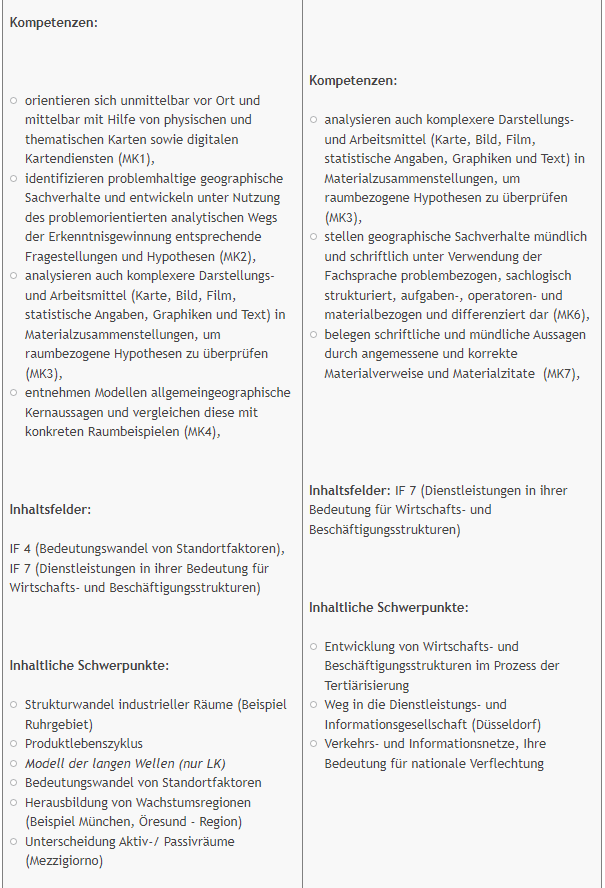 Kompetenzen:
orientieren sich unmittelbar vor Ort und
mittelbar mit Hilfe von physischen und
thematischen Karten sowie digitalen
Kartendiensten (MK1),
identifizieren problemhaltige geographische
Sachverhalte und entwickeln unter Nutzung
des problemorientierten analytischen Wegs
der Erkenntnisgewinnung entsprechende
Fragestellungen und Hypothesen (MK2),
analysieren auch komplexere Darstellungs-
und Arbeitsmittel (Karte, Bild, Film,
statistische Angaben, Graphiken und Text) in
Materialzusammenstellungen, um
raumbezogene Hypothesen zu überprüfen
(MK3),
entnehmen Modellen allgemeingeographische
Kernaussagen und vergleichen diese mit
konkreten Raumbeispielen (MK4),
Inhaltsfelder:
IF 4 (Bedeutungswandel von Standortfaktoren),
IF 7 (Dienstleistungen in ihrer Bedeutung für
Wirtschafts- und Beschäftigungsstrukturen)
Inhaltliche Schwerpunkte:
Strukturwandel industrieller Räume (Beispiel
Ruhrgebiet)
Produktlebenszyklus
Modell der langen Wellen (nur LK)
Bedeutungswandel von Standortfaktoren
Herausbildung von Wachstumsregionen
(Beispiel München, Öresund - Region)
Unterscheidung Aktiv-/ Passivräume
(Mezzigiorno)
Kompetenzen:
analysieren auch komplexere Darstellungs-
und Arbeitsmittel (Karte, Bild, Film,
statistische Angaben, Graphiken und Text) in
Materialzusammenstellungen, um
raumbezogene Hypothesen zu überprüfen
(MK3),
stellen geographische Sachverhalte mündlich
und schriftlich unter Verwendung der
Fachsprache problembezogen, sachlogisch
strukturiert, aufgaben-, operatoren- und
materialbezogen und differenziert dar (MK6),
belegen schriftliche und mündliche Aussagen
durch angemessene und korrekte
Materialverweise und Materialzitate (MK7),
Inhaltsfelder: IF 7 (Dienstleistungen in ihrer
Bedeutung für Wirtschafts- und
Beschäftigungsstrukturen)
Inhaltliche Schwerpunkte:
Entwicklung von Wirtschafts- und
Beschäftigungsstrukturen im Prozess der
Tertiärisierung
Weg in die Dienstleistungs- und
Informationsgesellschaft (Düsseldorf)
Verkehrs- und Informationsnetze, Ihre
Bedeutung für nationale Verflechtung